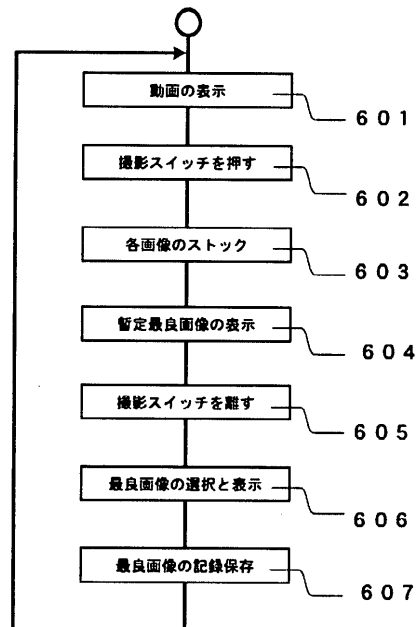 動画の表示
601
撮影スイッチを押す
602
各画像のストック
603
暫定最良画像の表示
604
撮影スイッチを離す
605
最良画像の選択と表示
606
最良画像の記録保存
607